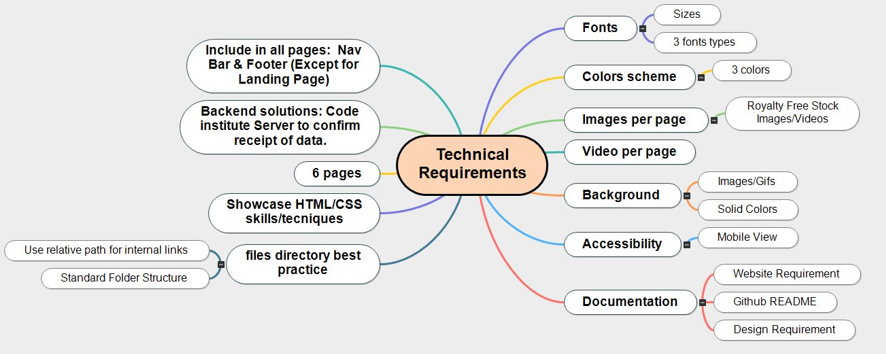 Technical
Requirements
Include in all pages:  Nav
Bar & Footer (Except for
Landing Page)
Backend solutions: Code
institute Server to confirm
receipt of data.
6 pages
Showcase HTML/CSS
skills/tecniques
files directory best
practice
Use relative path for internal links
Standard Folder Structure
Fonts
Sizes
3 fonts types
Colors scheme
3 colors
Images per page
Royalty Free Stock
Images/Videos
Video per page
Background
Images/Gifs
Solid Colors
Accessibility
Mobile View
Documentation
Website Requirement
Github README
Design Requirement